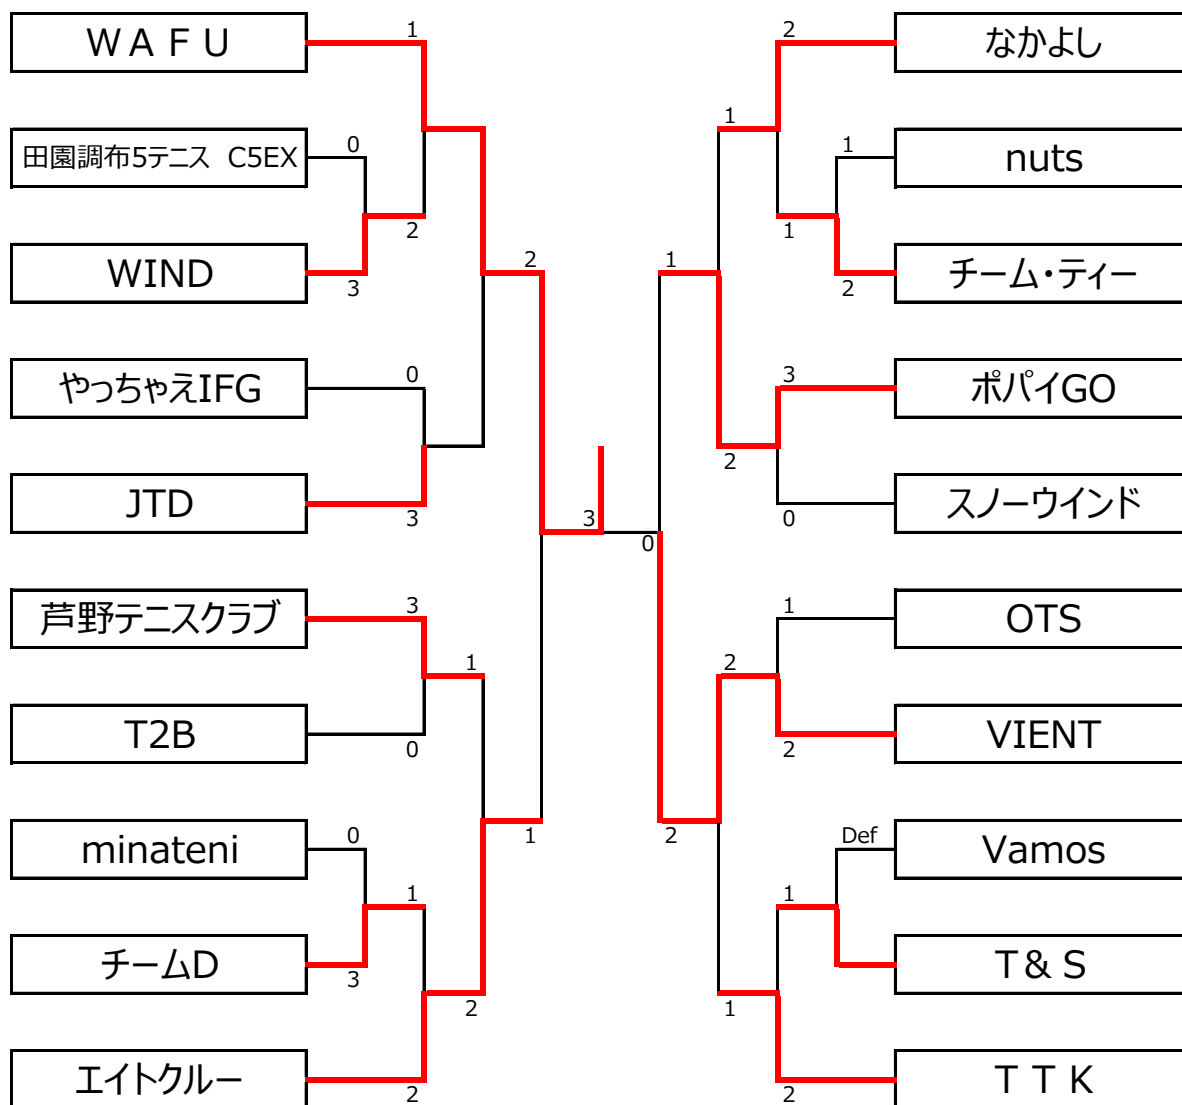 ＷＡＦＵ
1
2
なかよし
1
田園調布5テニス　C5EX
0
1
nuts
2
1
WIND
3
2
1
2
チーム・ティー
やっちゃえIFG
0
3
ポパイGO
2
JTD
3
3
0
0
スノーウインド
芦野テニスクラブ
3
1
OTS
1
2
T2B
0
2
VIENT
minateni
0
1
2
Def
Vamos
1
1
チームD
3
T&S
2
1
エイトクルー
2
2
ＴＴＫ